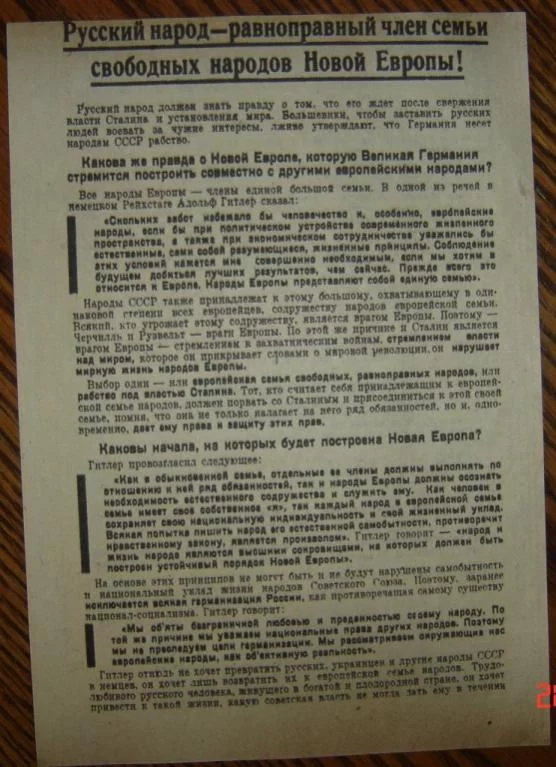 Русский народ—равноправный член семьи
свободных народов Новой Европы!
Русский народ должен знать правду о том, что его ждет после свержения
власти Сталина и установления мира. Большевики, чтобы заставить русских
людей воевать за чужие интересы, лживо утверждают, что Германия несет
народам СССР рабство.
Какова же правда о Новой Европе, которую Великая Германия
стремится построить совместно с другими европейскими народами?
Все народы Европы — члены единой большой семьи. В одной из речей в
немецком Рейхстаге Адольф Гитлер сказал:
«Скольких забот избежало бы человечество и, особенно, европейские
народы, если бы при политическом устройстве современного жизненного
пространства, а также при экономическом сотрудничестве уважались бы
естественные, сами собой разумеющиеся, жизненные принципы. Соблюдение
этих условий кажется мне совершенно необходимым, если мы хотим в
будущем добиться лучших результатов, чем сейчас. Прежде всего это
относится к Европе. Народы Европы представляют собой единую семью».
Народы СССР также принадлежат к этому большому, охватывающему в оди-
наковой степени всех европейцев, содружеству народов европейской семьи.
Всякий, кто угрожает этому содружеству, является врагом Европы. Поэтому —
Черчилль и Рузвельт — враги Европы. По этой же причине и Сталин является
врагом Европы — стремлением к захватническим войнам, стремлением власти
над миром, которое он прикрывает словами о мировой революции, он нарушает
мирную жизнь народов Европы.
Выбор один — или европейская семья свободных, равноправных народов, или
рабство под властью Сталина. Тот, кто считает себя принадлежащим к европей-
ской семье народов, должен порвать со Сталиным и присоединиться к этой своей
семье, помня, что она не только налагает на него ряд обязанностей, но и, одно-
временно, дает ему права и защиту этих прав.
Каковы начала, на которых будет построена Новая Европа?
Гитлер провозгласил следующее:
«Как в обыкновенной семье, отдельные ее члены должны выполнять по
отношению к ней ряд обязанностей, так и народы Европы должны осознать
необходимость естественного содружества и служить ему. Как человек в
семье имеет свое собственное «я», так каждый народ в европейской семье
сохраняет свою национальную индивидуальность и свой жизненный уклад.
Всякая попытка лишить народ его естественной самобытности, противоречит
нравственному закону, является произволом». Гитлер говорит — «народ и
жизнь народа являются высшими сокровищами, на которых должен быть
построен устойчивый порядок Новой Европы».
На основе этих принципов не могут быть и не будут нарушены самобытность
и национальный уклад жизни народов Советского Союза. Поэтому, заранее
исключается всякая германизация России, как противоречащая самому существу
национал-социализма. Гитлер говорит:
«Мы об'яты безграничной любовью и преданностью своему народу. По
той же причине мы уважаем национальные права других народов. Поэтому
мы на преследуем цели германизации. Мы рассматриваем окружающие нас
европейские народы, как об'ективную реальность».
Гитлер отнюдь не хочет превратить русских, украинцев и другие народы СССР
в немцев, он хочет лишь возвратить их к европейской семье народов. Трудо-
любивого русского человека, живущего в богатой и плодородной стране, он хочет
привести к такой жизни, какую советская власть не могла дать ему в течении